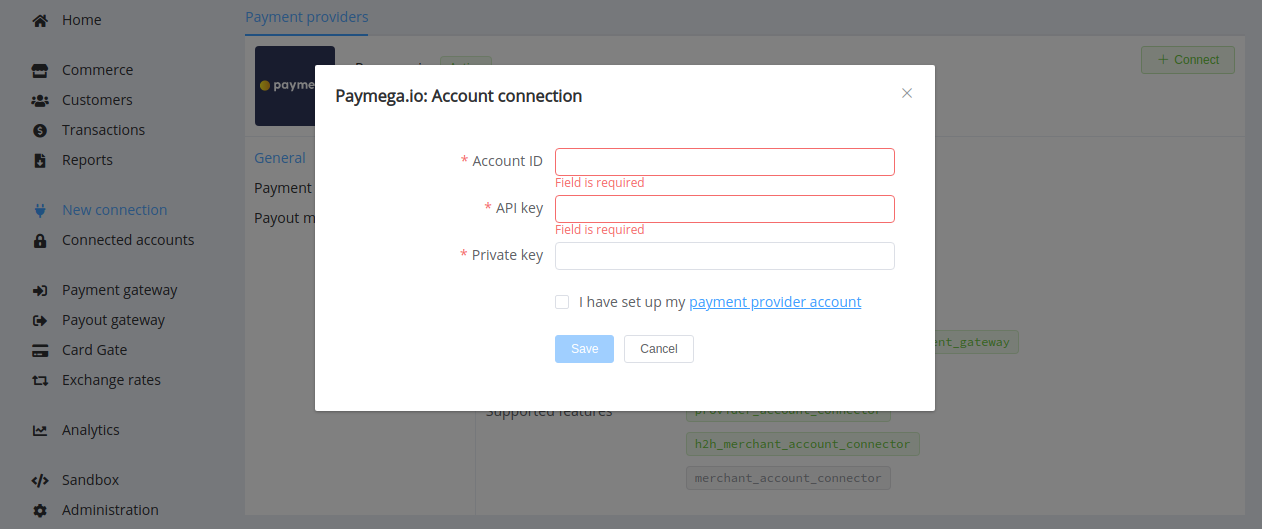 Home
Commerce
Customers
Transactions
Reports
New connection
Connected accounts
Payment gateway
Payout gateway
Card Gate
Exchange rates
Analytics
Sandbox
Administration
Payment providers
payme
+ Connect
General
Payment
Payout m
Paymega.io: Account connection
* Account ID
Field is required
* API key
Field is required
* Private key
I have set up my payment provider account
Save Cancel
ent_gateway
Supported features
provider_account_connector
h2h_merchant_account_connector
merchant_account_connector